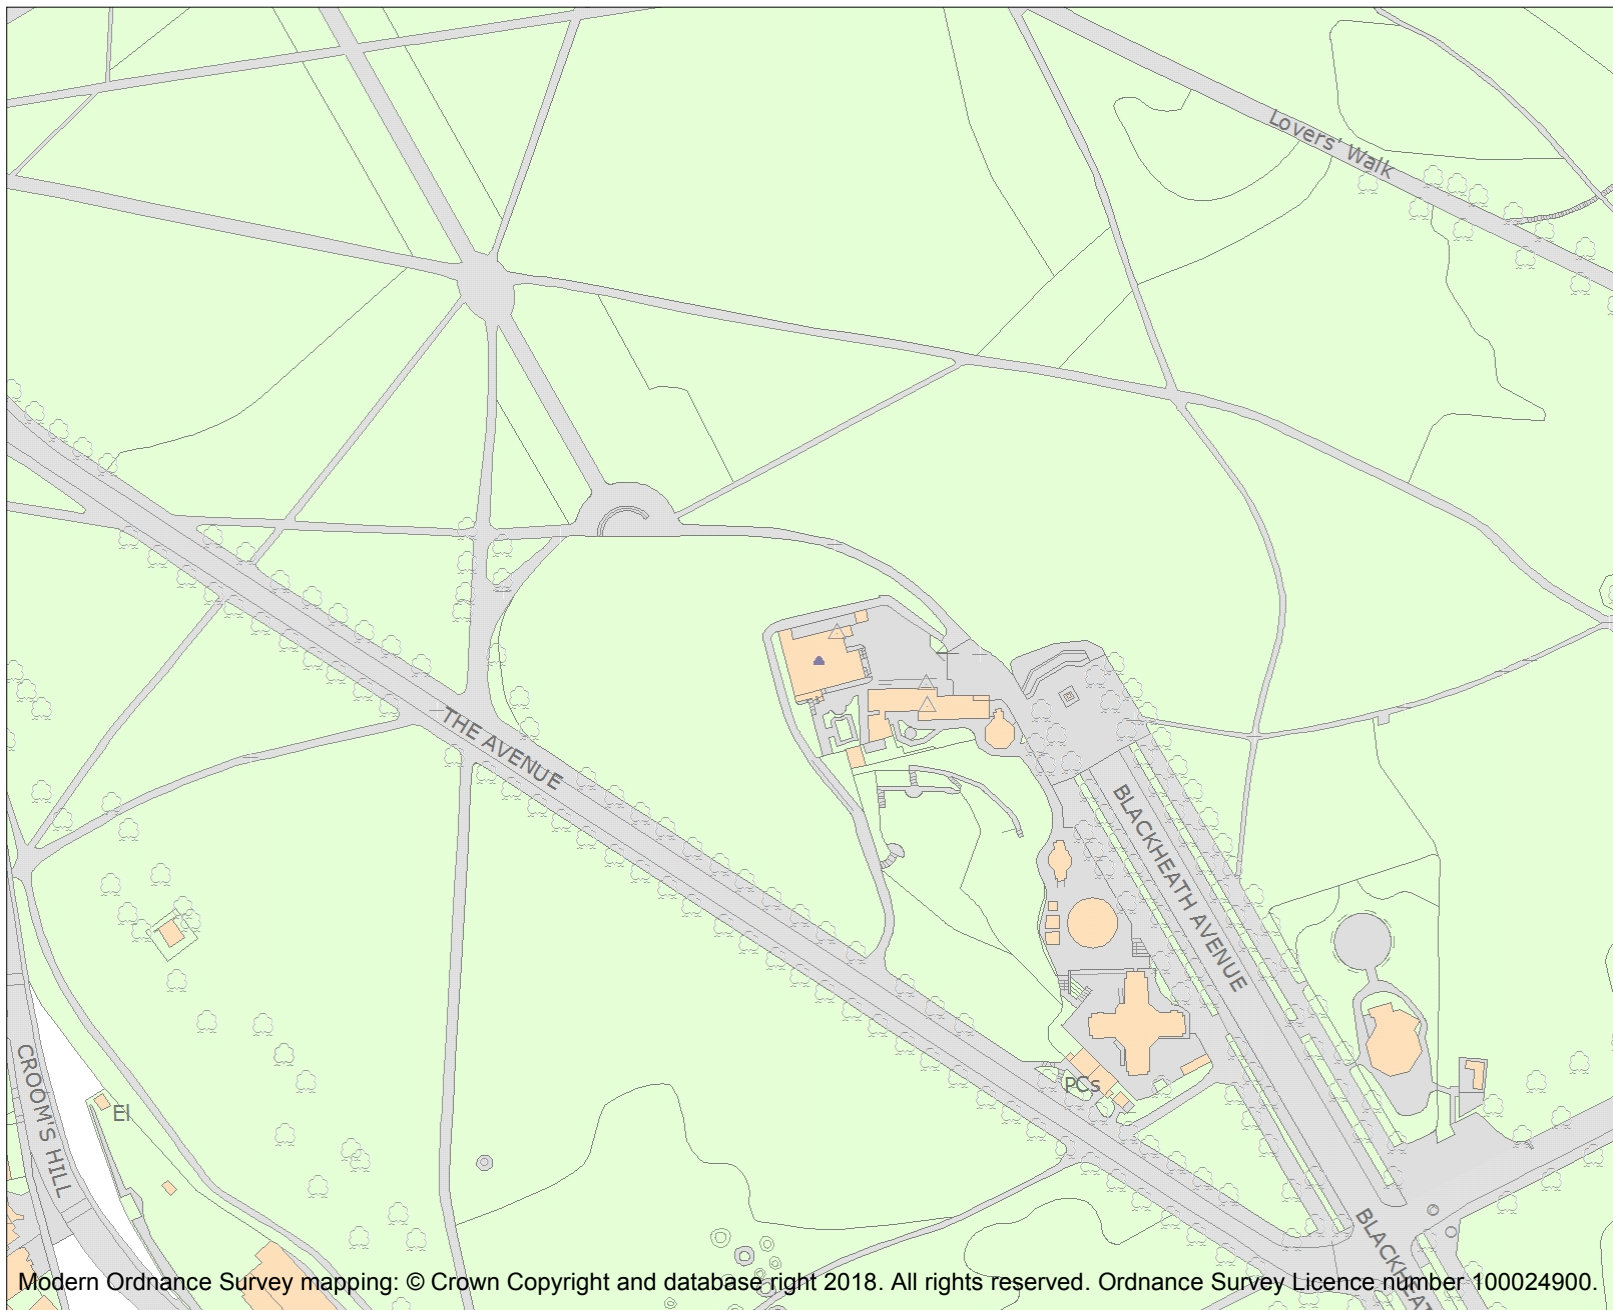 Lovers' Walk
THE AVENUE
BLACKHEATH AVENUE
CROOM'S HILL
El
PCs
BLACKHEAT
Modern Ordnance Survey mapping: © Crown Copyright and database right 2018. All rights reserved. Ordnance Survey Licence number 100024900.